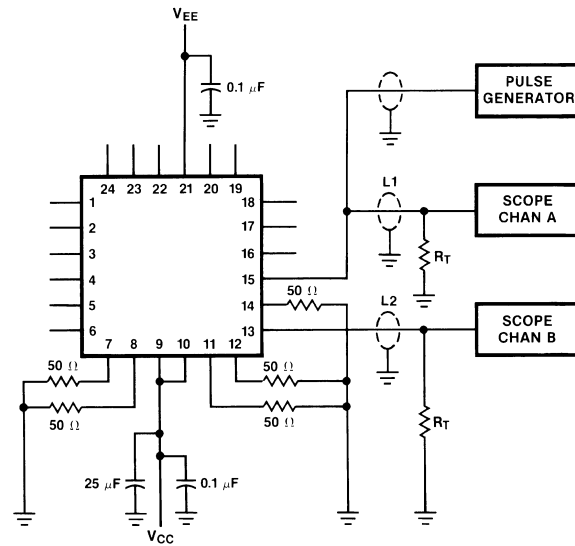 VEE
0.1 µF
PULSE
GENERATOR
24 23 22 21 20 19
1
2
3
4
5
6
18
17
16
15
14
13
7 8 9 10 11 12
L1
SCOPE
CHAN A
RT
50 Ω
L2
SCOPE
CHAN B
RT
50 Ω
50 Ω
50 Ω
50 Ω
25 µF
0.1 µF
VCC